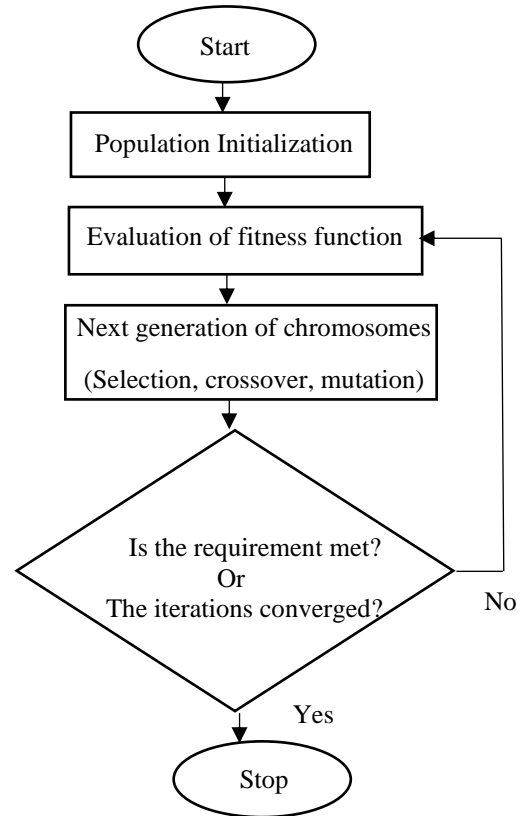 Start
Population Initialization
Evaluation of fitness function
Next generation of chromosomes
(Selection, crossover, mutation)
Is the requirement met?
Or
The iterations converged?
No
Yes
Stop